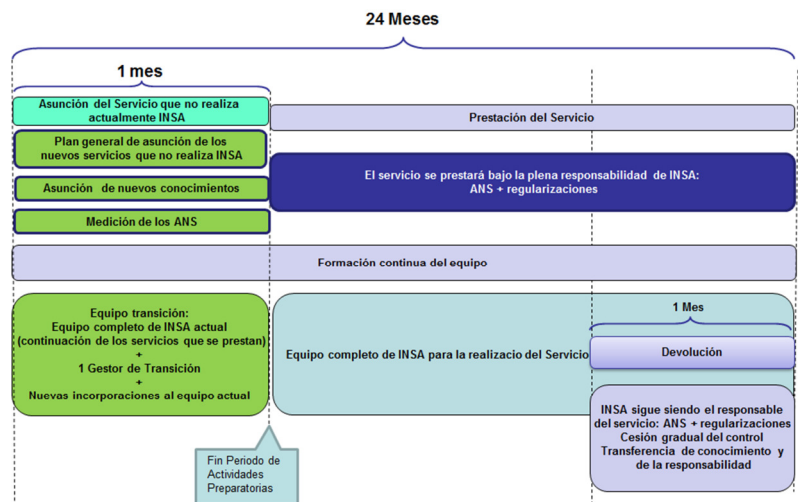 24 Meses
1 mes
Asunción del Servicio que no realiza
actualmente INSA
Prestación del Servicio
Plan general de asunción de los
nuevos servicios que no realiza INSA
Asunción de nuevos conocimientos
El servicio se prestará bajo la plena responsabilidad de INSA:
ANS + regularizaciones
Medición de los ANS
Formación continua del equipo
Equipo transición:
Equipo completo de INSA actual
(continuación de los servicios que se prestan)
+
1 Gestor de Transición
+
Nuevas incorporaciones al equipo actual
Equipo completo de INSA para la realizacio del Servicio
1 Mes
Devolución
INSA sigue siendo el responsable
del servicio: ANS + regularizaciones
Cesión gradual del control
Transferencia de conocimiento y
de la responsabilidad
Fin Periodo de
Actividades
Preparatorias